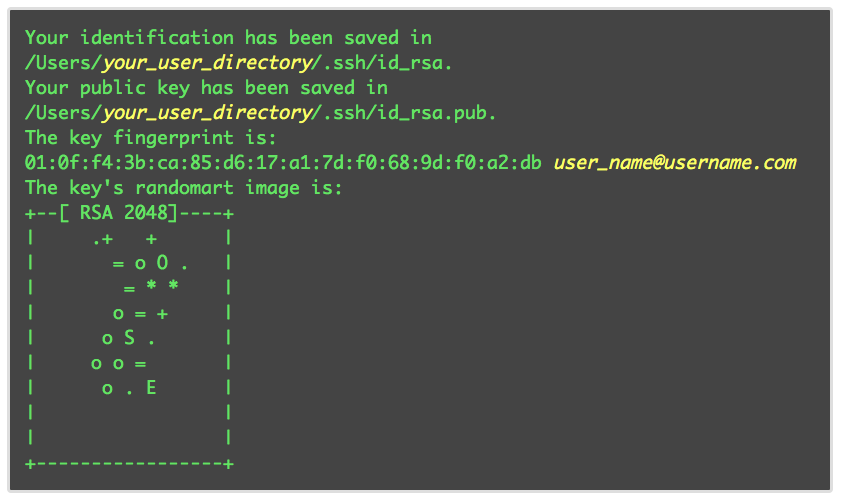 Your identification has been saved in
/Users/your_user_directory/.ssh/id_rsa.
Your public key has been saved in
/Users/your_user_directory/.ssh/id_rsa.pub.
The key fingerprint is:
01:0f:f4:3b:ca:85:d6:17:a1:7d:f0:68:9d:f0:a2:db user_name@username.com
The key's randomart image is:
+--[ RSA 2048]----+
|     .+   +      |
|       = o O .   |
|        = * *    |
|       o = +     |
|      o S .      |
|     o o =       |
|      o . E      |
|                 |
|                 |
+-----------------+